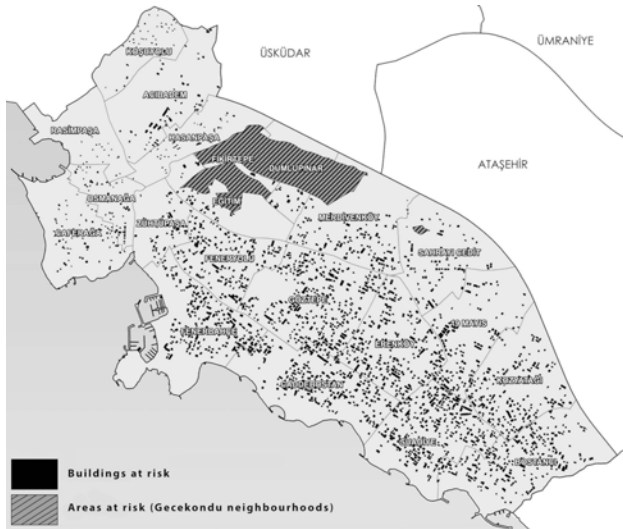 ÜSKÜDAR
ÜMRANİYE
ATAŞEHİR
KOŞUYOLU
ACIBADEM
RASİMPAŞA
HASANPAŞA
FİKİRTEPE
DUMLUPINAR
EĞİTİM
OSMANAĞA
CAFERAĞA
ZÜHTÜPAŞA
MERDİVENKÖY
SAHRAYI CEDİT
FENERYOLU
GÖZTEPE
FENERBAHÇE
ERENKÖY
19 MAYIS
CADDEBOSTAN
KOZYATAĞI
SUADİYE
BOSTANCI
Buildings at risk
Areas at risk (Gecekondu neighbourhoods)